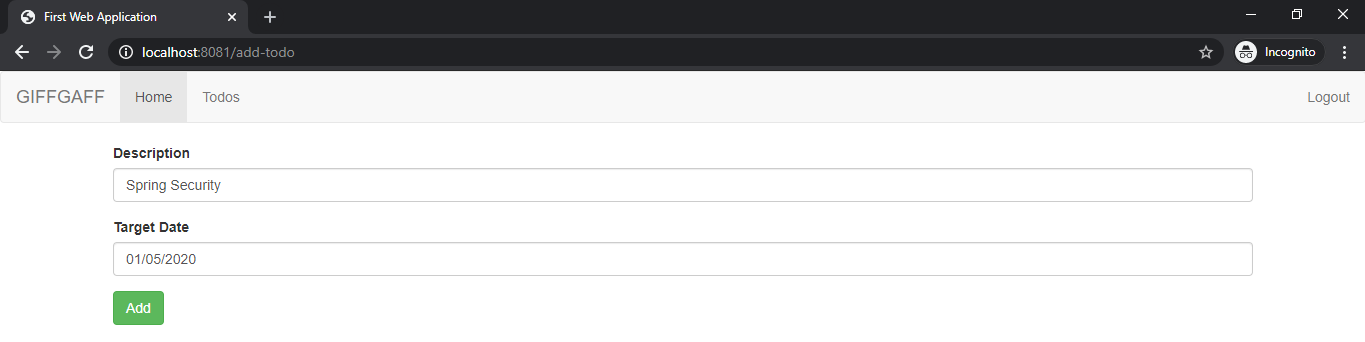 First Web Application
localhost:8081/add-todo
Incognito
GIFFGAFF Home Todos Logout
Description
Spring Security
Target Date
01/05/2020
Add